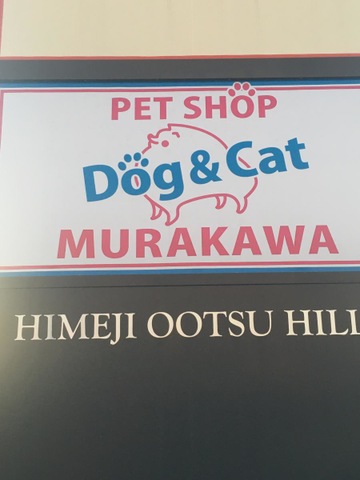 PET SHOP
Dog & Cat
MURAKAWA
HIMEJI OOTSU HILL